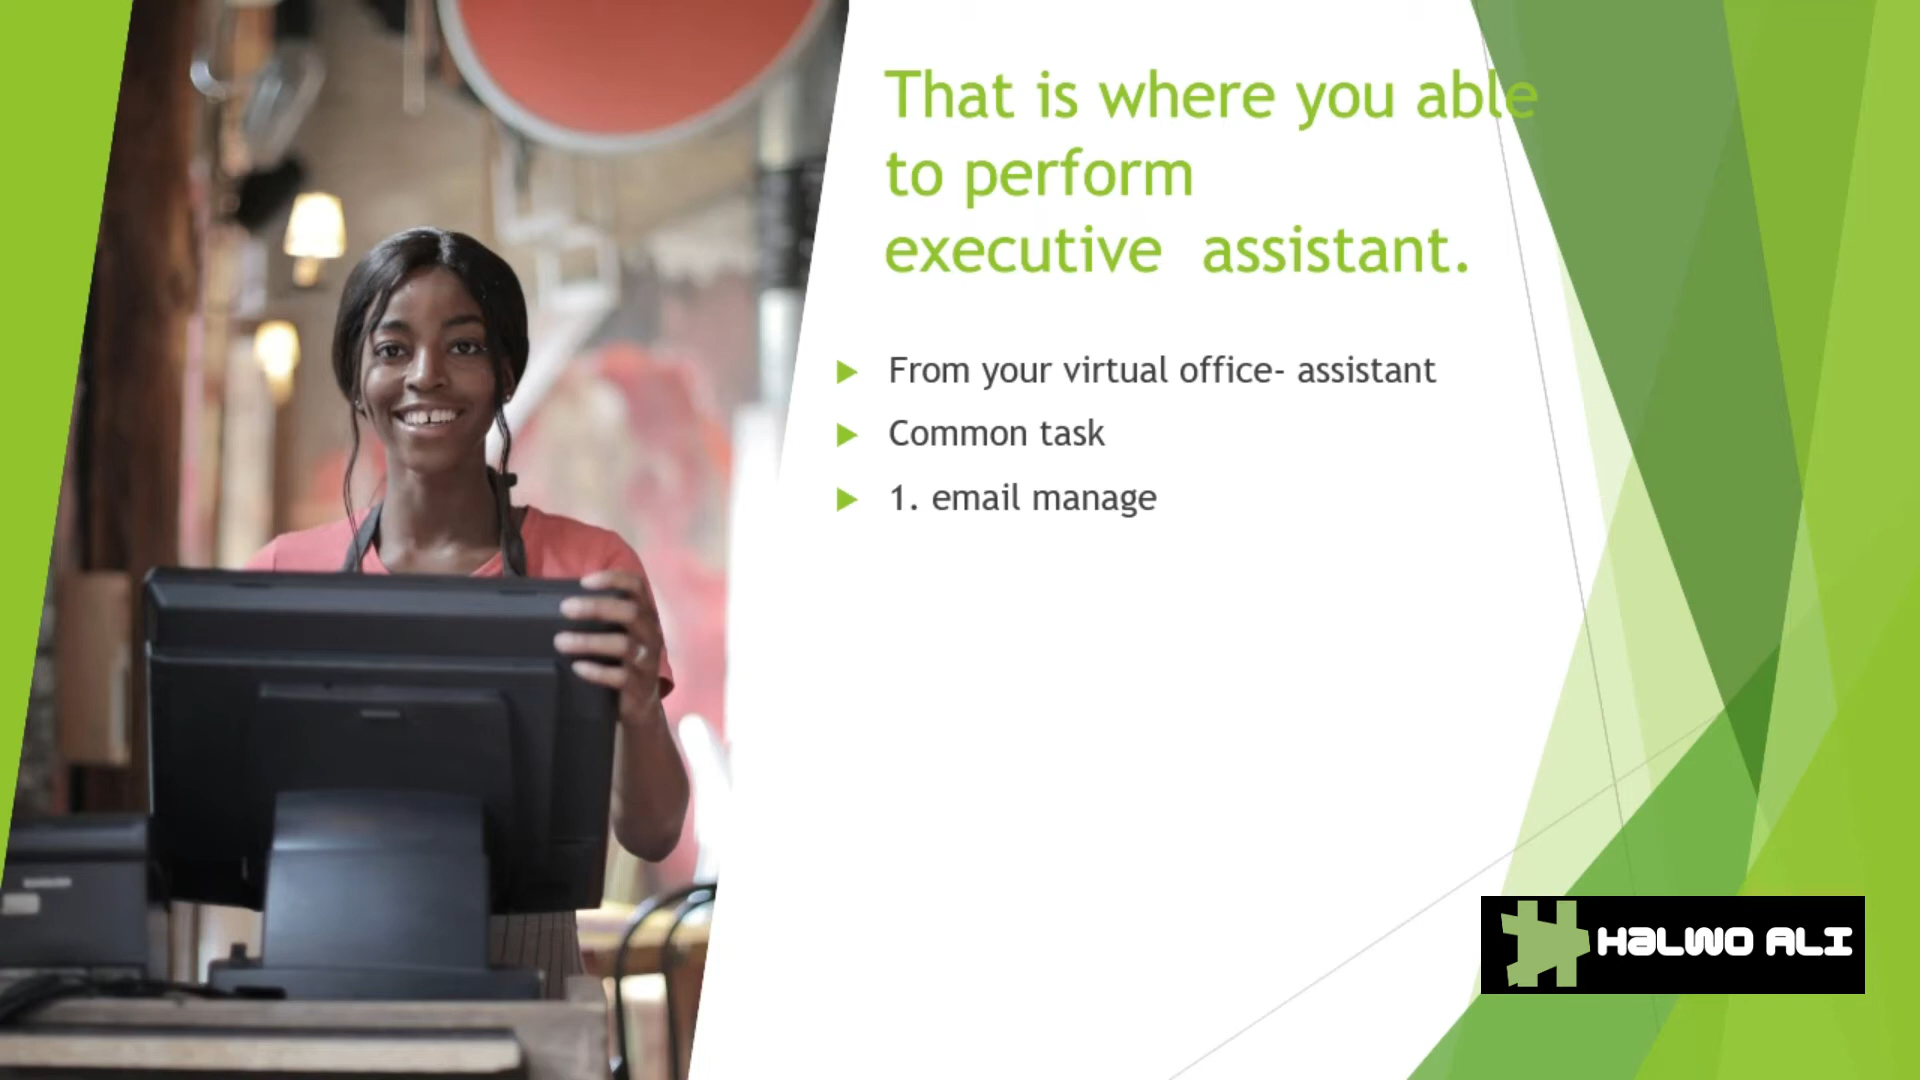 That is where you able
to perform
executive  assistant.
From your virtual office- assistant
Common task
1. email manage
HALWO ALI